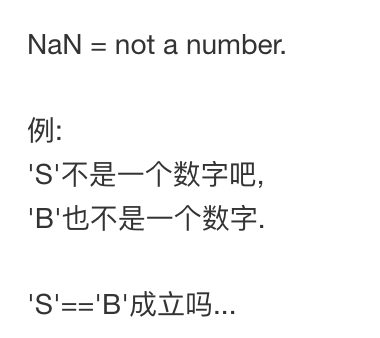 NaN = not a number.
例:
'S'不是一个数字吧,
'B'也不是一个数字.
'S'=='B'成立吗...